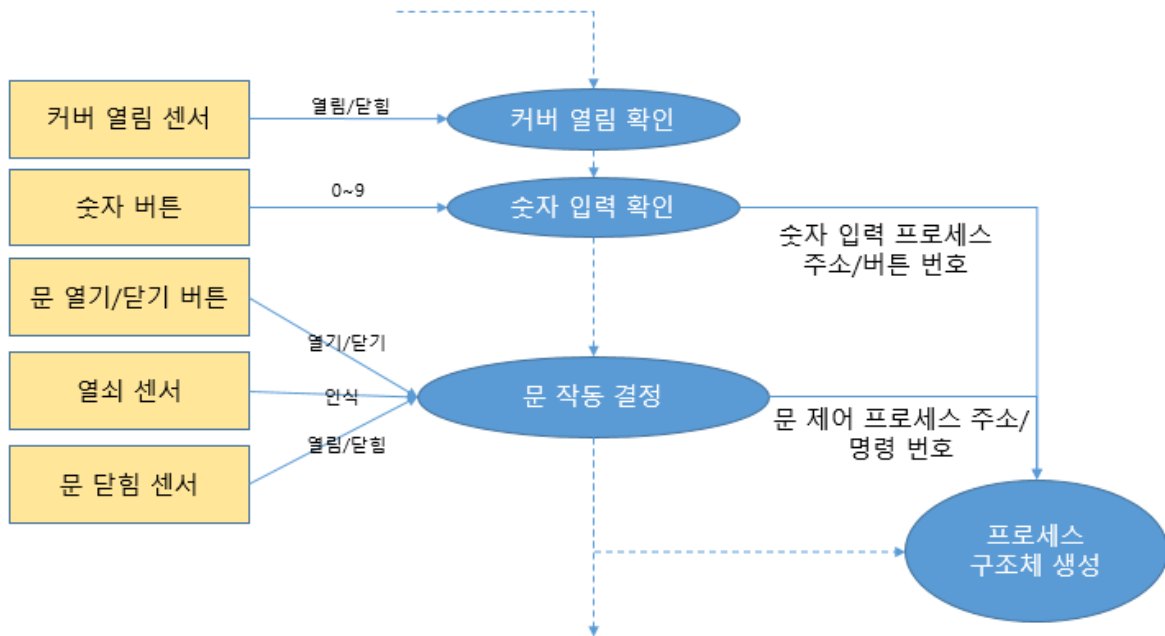 커버 열림 센서
열림/닫힘
커버 열림 확인
숫자 버튼
0~9
숫자 입력 확인
숫자 입력 프로세스
주소/버튼 번호
문 열기/닫기 버튼
열기/닫기
열쇠 센서
인식
문 작동 결정
문 제어 프로세스 주소/
명령 번호
열림/닫힘
문 닫힘 센서
프로세스
구조체 생성